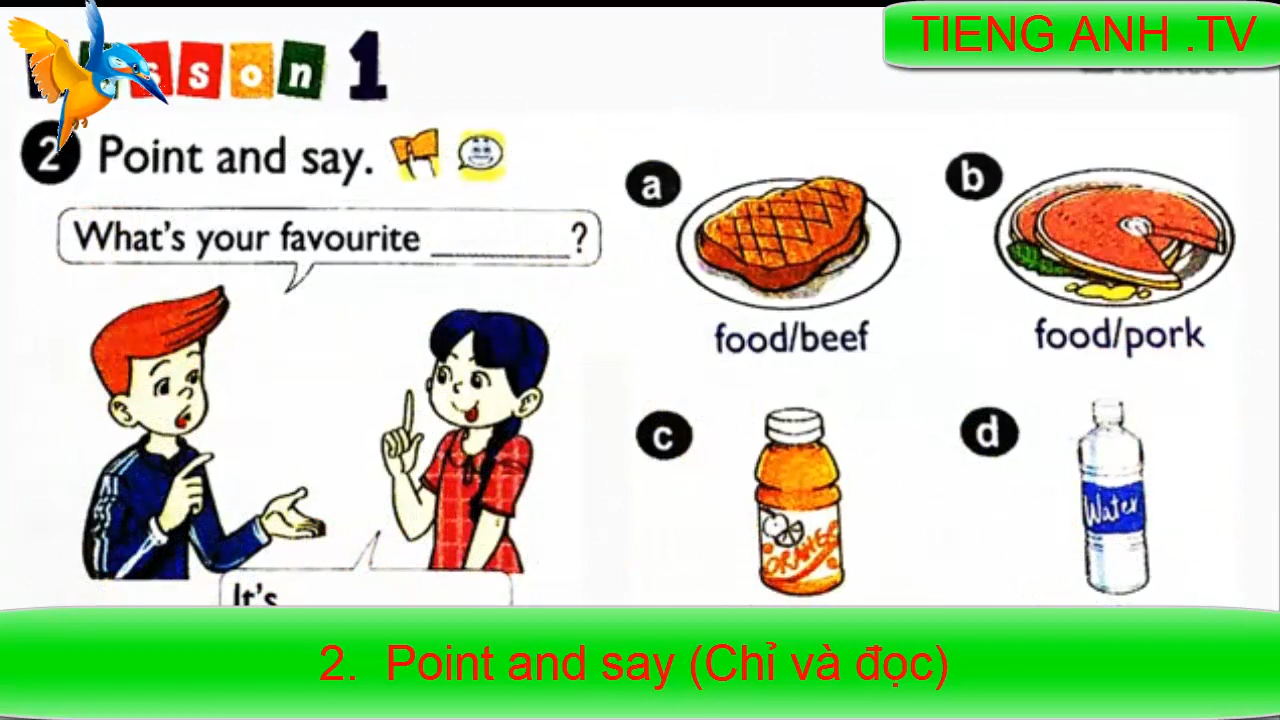 TIENG ANH .TV
Lesson 1
2 Point and say.
What's your favourite ________?
It's
a
food/beef
b
food/pork
c
ORANGE
d
Water
2. Point and say (Chỉ và đọc)